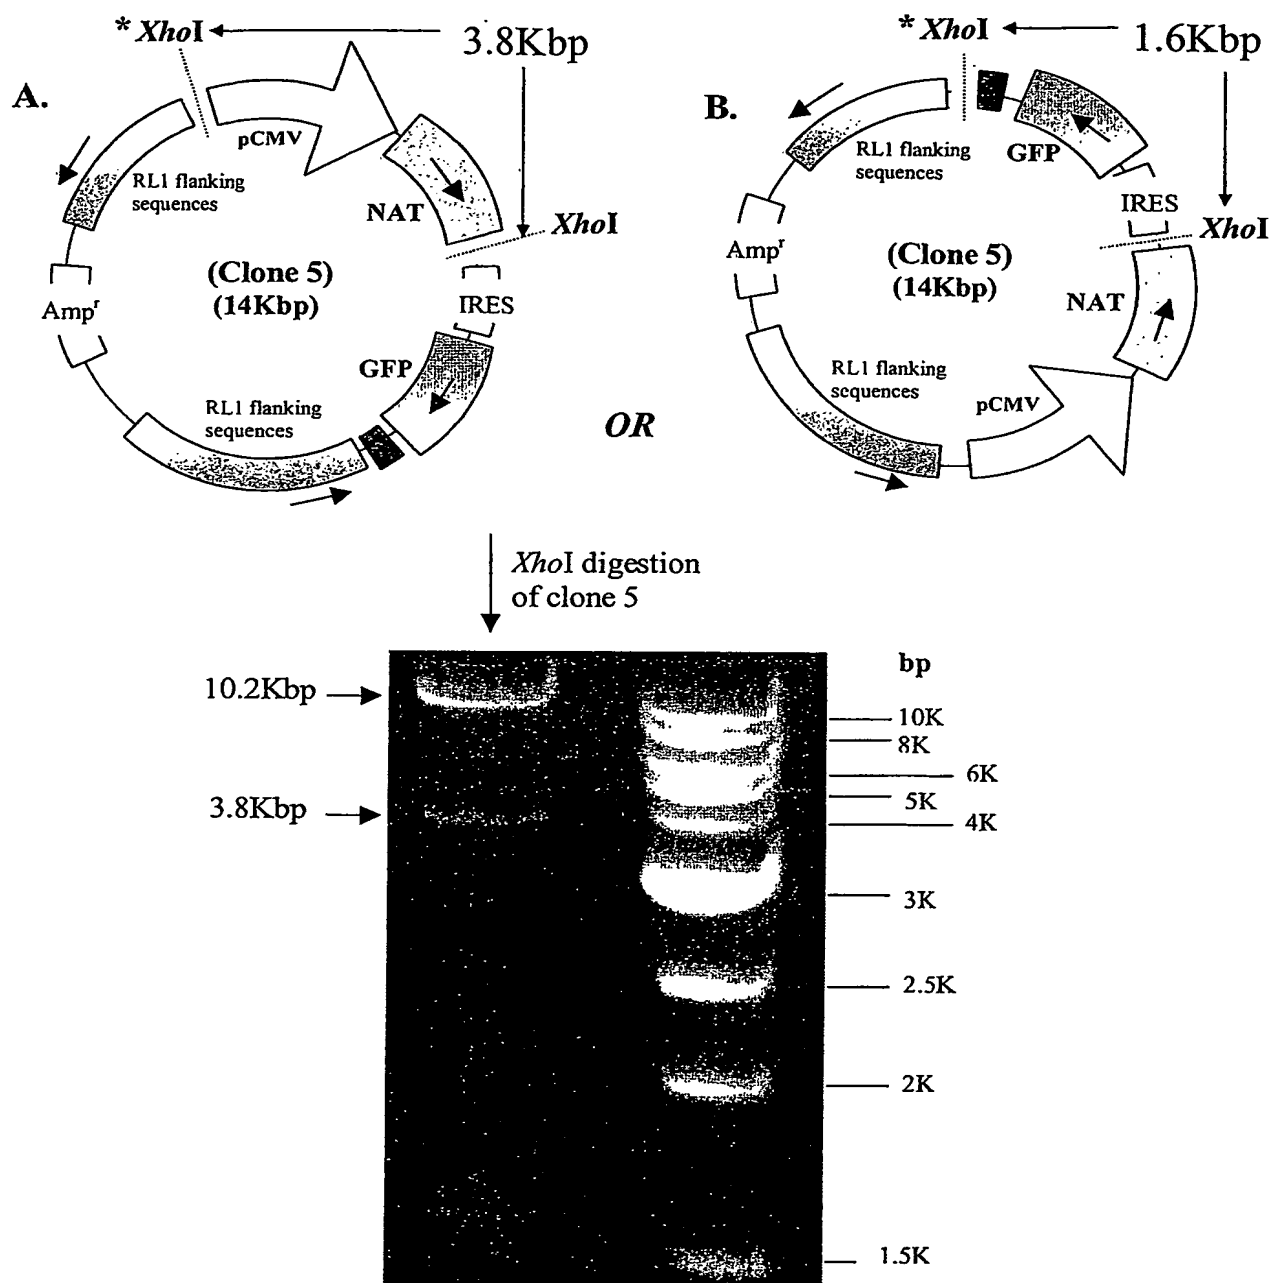 * XhoI
3.8Kbp
A.
pCMV
RL1 flanking
sequences
NAT
XhoI
(Clone 5)
(14Kbp)
Ampr
IRES
GFP
RL1 flanking
sequences
OR
* XhoI
1.6Kbp
B.
RL1 flanking
sequences
GFP
IRES
XhoI
Ampr
(Clone 5)
(14Kbp)
NAT
RL1 flanking
sequences
pCMV
XhoI digestion
of clone 5
bp
10.2Kbp
10K
8K
6K
5K
3.8Kbp
4K
3K
2.5K
2K
1.5K